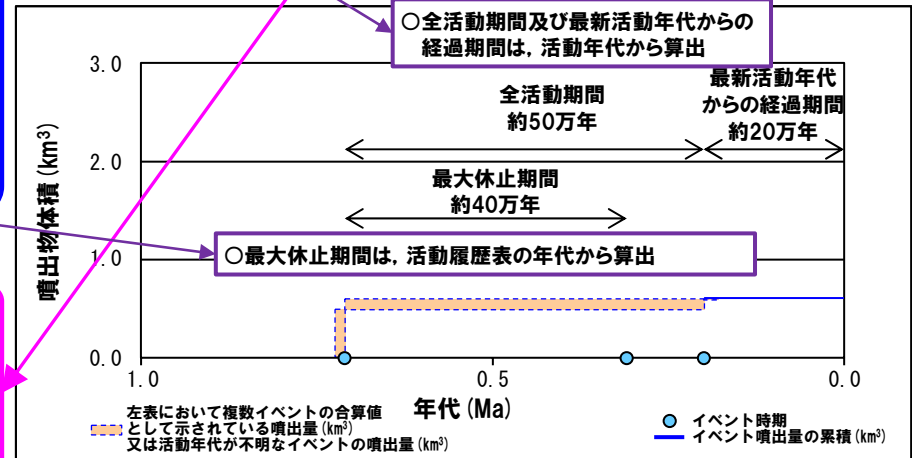 ○全活動期間及び最新活動年代からの
経過期間は，活動年代から算出
3.0
2.0
1.0
0.0
噴出物体積(km³)
全活動期間
約50万年
最新活動年代
からの経過期間
約20万年
最大休止期間
約40万年
○最大休止期間は，活動履歴表の年代から算出
1.0
0.5
0.0
年代(Ma)
左表において複数イベントの合算値
として示されている噴出量(km³)
又は活動年代が不明なイベントの噴出量(km³)
イベント時期
イベント噴出量の累積(km³)